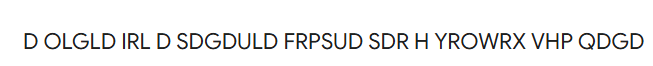 D OLGLD IRL D SDGDULD FRPSUD SDR H YROWRX VHP QDGD